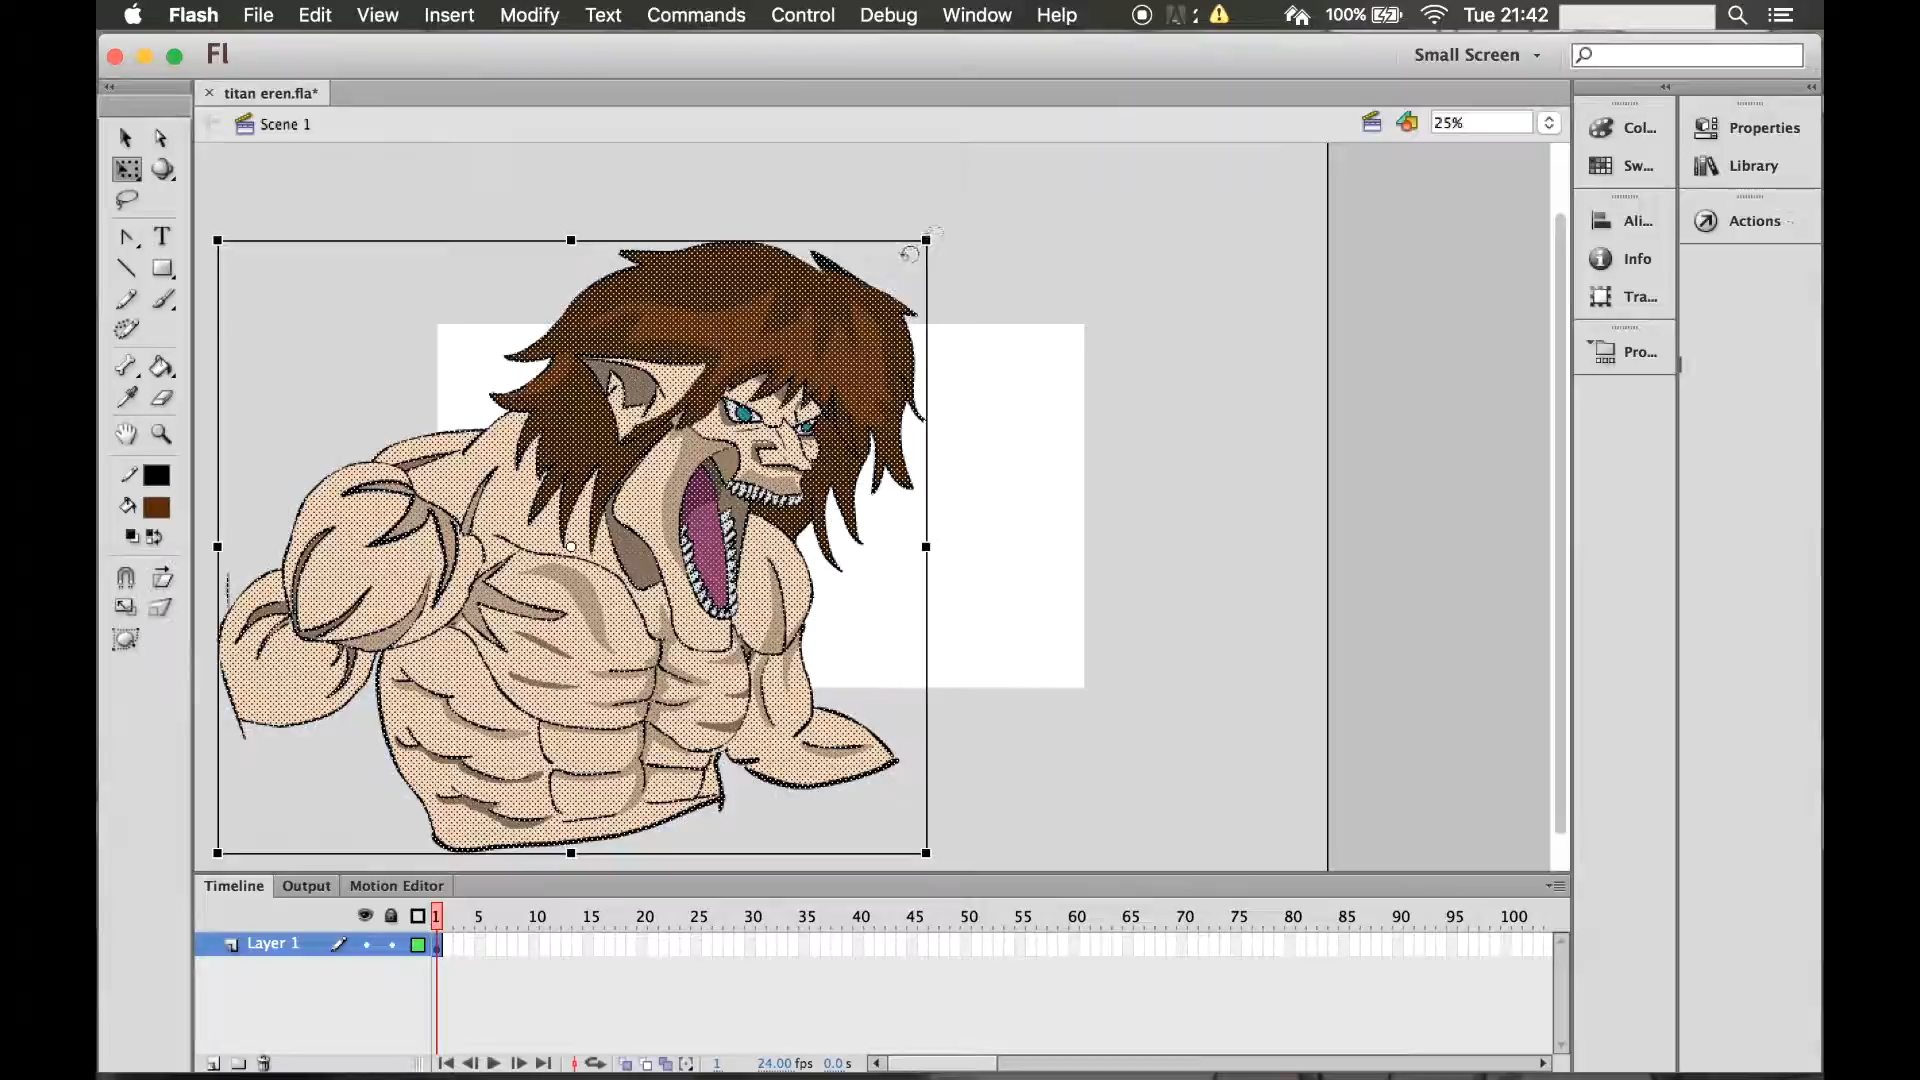 Flash File Edit View Insert Modify Text Commands Control Debug Window Help 100% Tue 21:42
Fl Small Screen
titan eren.fla*
Scene 1 25%
Col... Properties
Sw... Library
Ali... Actions
Info
Tra...
Pro...
T
Timeline Output Motion Editor
1 5 10 15 20 25 30 35 40 45 50 55 60 65 70 75 80 85 90 95 100
Layer 1
1 24.00 fps 0.0 s